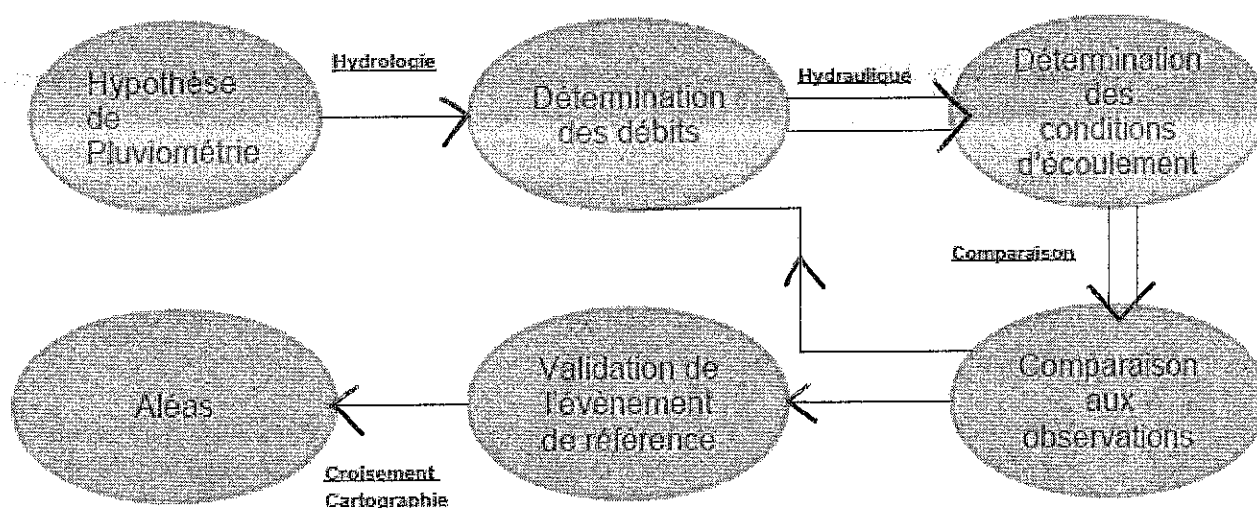 Hypothèse
de
Pluviométrie
Hydrologie
Détermination
des débits
Hydraulique
Détermination
des
conditions
d'écoulement
Comparaison
Comparaison
aux
observations
Validation de
l'évènement
de référence
Croisement
Cartographie
Aléas